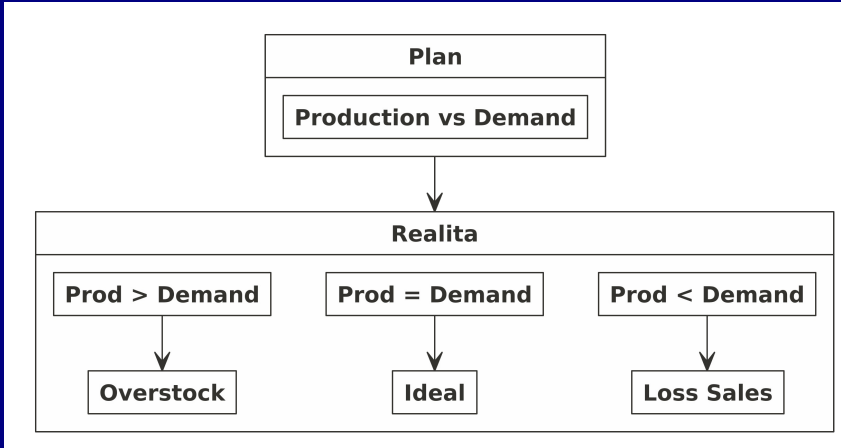 Plan
Production vs Demand
Realita
Prod > Demand
Prod = Demand
Prod < Demand
Overstock
Ideal
Loss Sales